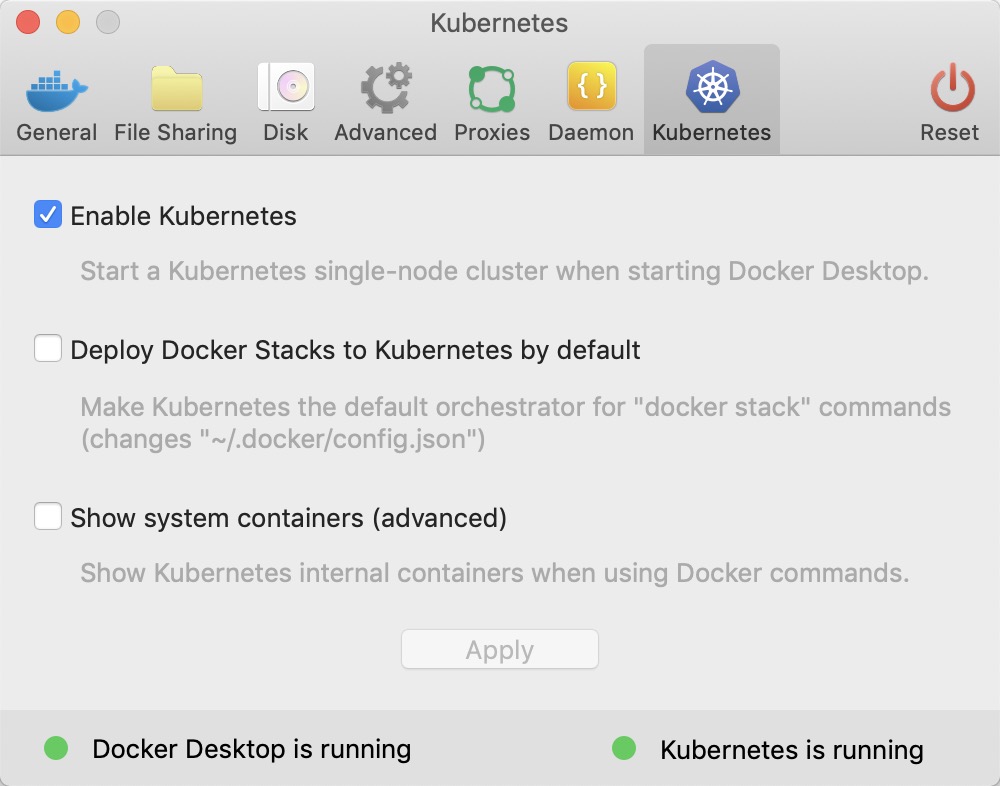 Kubernetes
General File Sharing Disk Advanced Proxies Daemon Kubernetes Reset
Enable Kubernetes
Start a Kubernetes single-node cluster when starting Docker Desktop.
Deploy Docker Stacks to Kubernetes by default
Make Kubernetes the default orchestrator for "docker stack" commands
(changes "~/.docker/config.json")
Show system containers (advanced)
Show Kubernetes internal containers when using Docker commands.
Apply
Docker Desktop is running Kubernetes is running